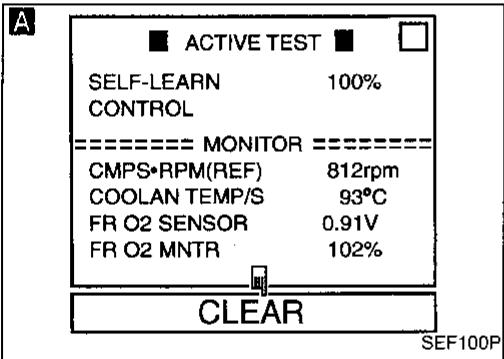 A
■ ACTIVE TEST ■
SELF-LEARN 100%
CONTROL
======== MONITOR ========
CMPS•RPM(REF) 812rpm
COOLAN TEMP/S 93°C
FR O2 SENSOR 0.91V
FR O2 MNTR 102%
CLEAR
SEF100P